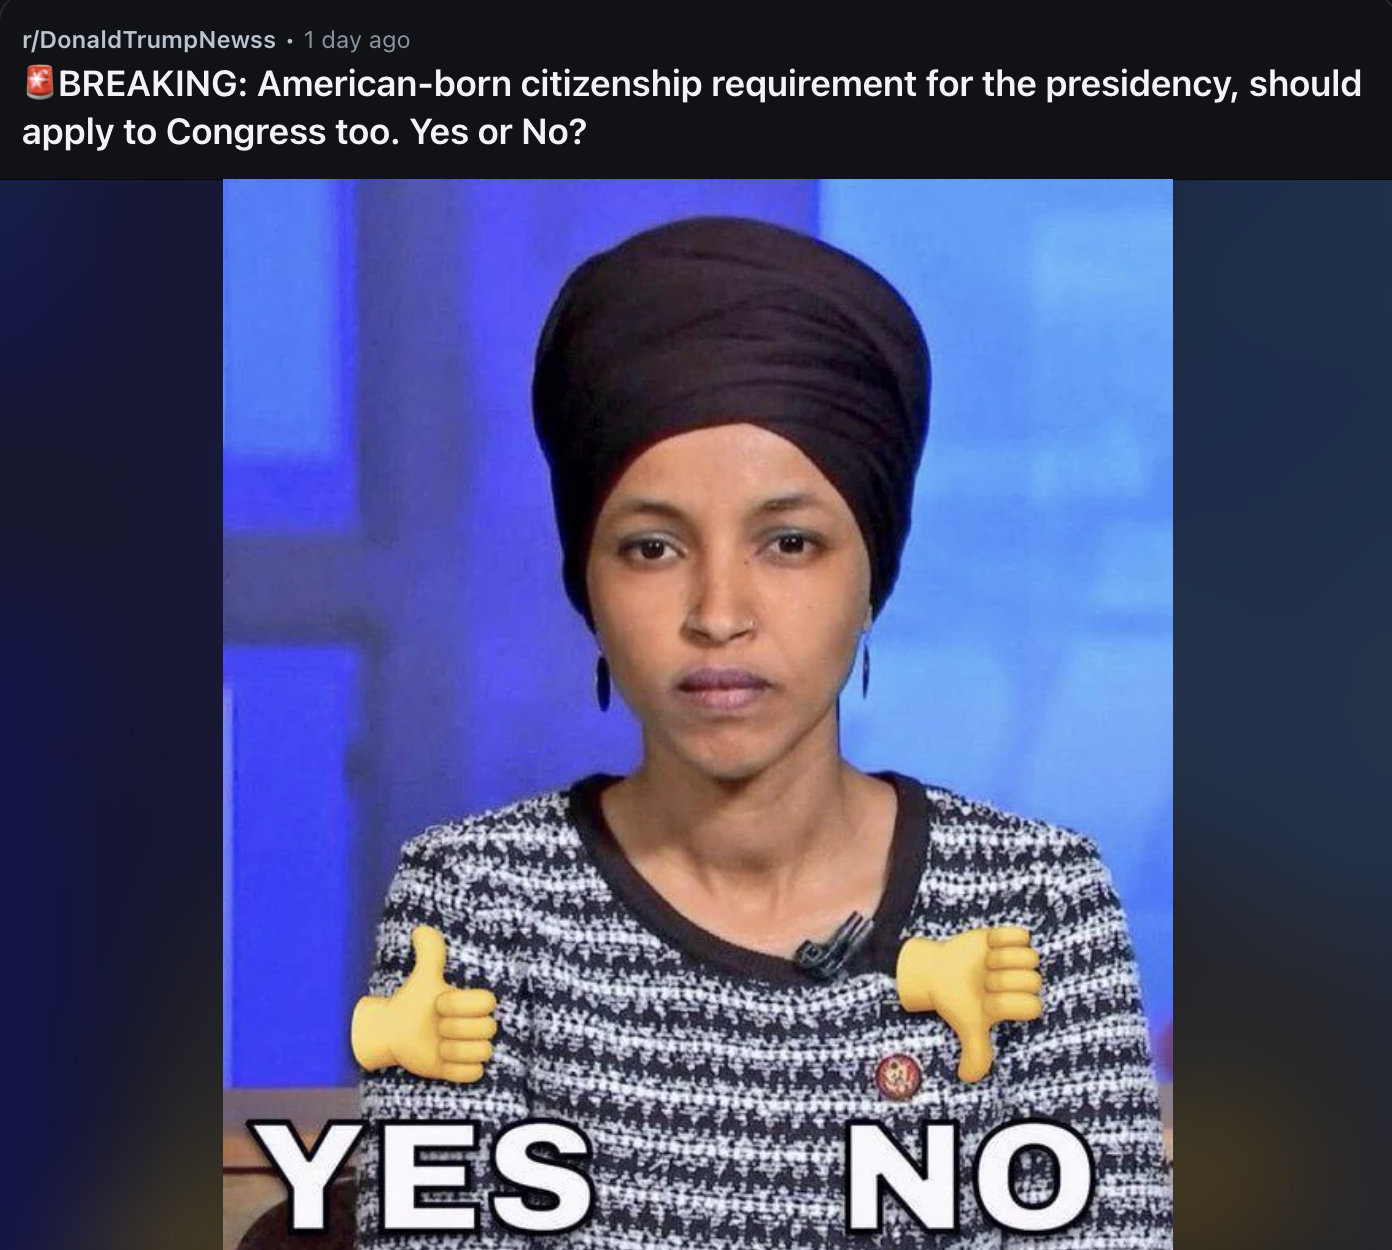 r/DonaldTrumpNewss • 1 day ago
🚨BREAKING: American-born citizenship requirement for the presidency, should
apply to Congress too. Yes or No?
YES NO